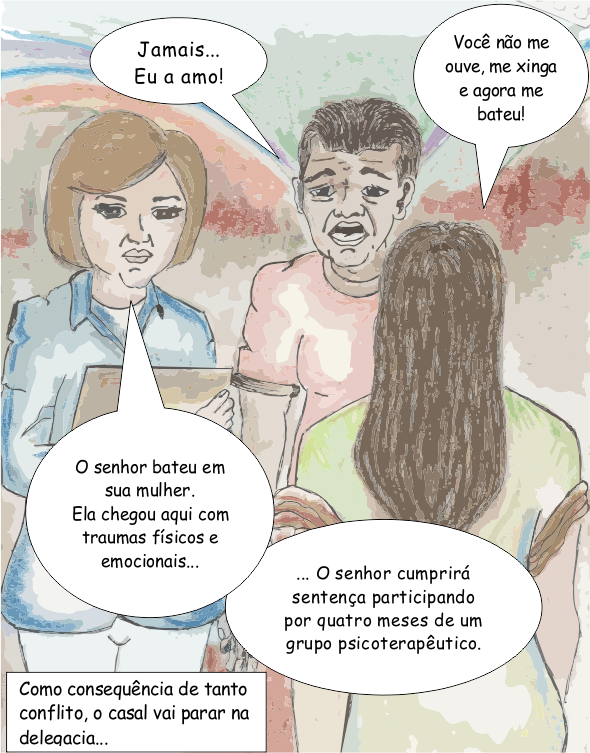 Jamais...
Eu a amo!
Você não me
ouve, me xinga
e agora me
bateu!
O senhor bateu em
sua mulher.
Ela chegou aqui com
traumas físicos e
emocionais...
... O senhor cumprirá
sentença participando
por quatro meses de um
grupo psicoterapêutico.
Como consequência de tanto
conflito, o casal vai parar na
delegacia...